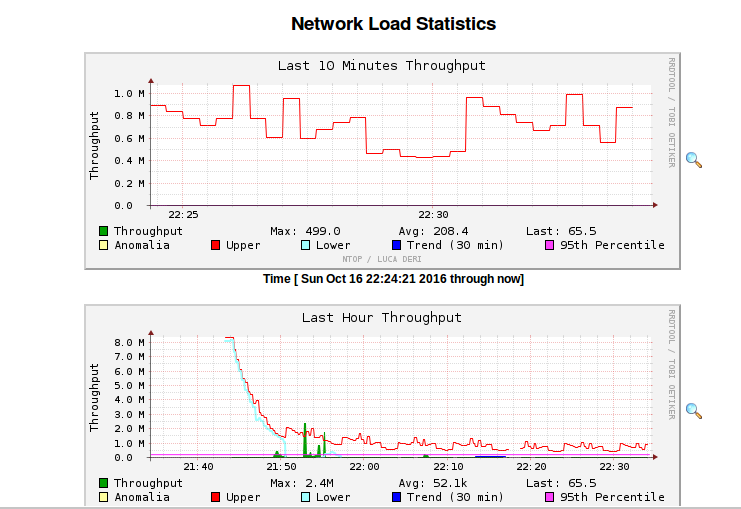 Network Load Statistics
Last 10 Minutes Throughput
RRDTOOL / TOBI OETIKER
Throughput
1.0 M
0.8 M
0.6 M
0.4 M
0.2 M
0.0
22:25 22:30
Throughput Max: 499.0 Avg: 208.4 Last: 65.5
Anomalia Upper Lower Trend (30 min) 95th Percentile
NTOP / LUCA DERI
Time [ Sun Oct 16 22:24:21 2016 through now]
Last Hour Throughput
RRDTOOL / TOBI OETIKER
Throughput
8.0 M
7.0 M
6.0 M
5.0 M
4.0 M
3.0 M
2.0 M
1.0 M
0.0
21:40 21:50 22:00 22:10 22:20 22:30
Throughput Max: 2.4M Avg: 52.1k Last: 65.5
Anomalia Upper Lower Trend (30 min) 95th Percentile